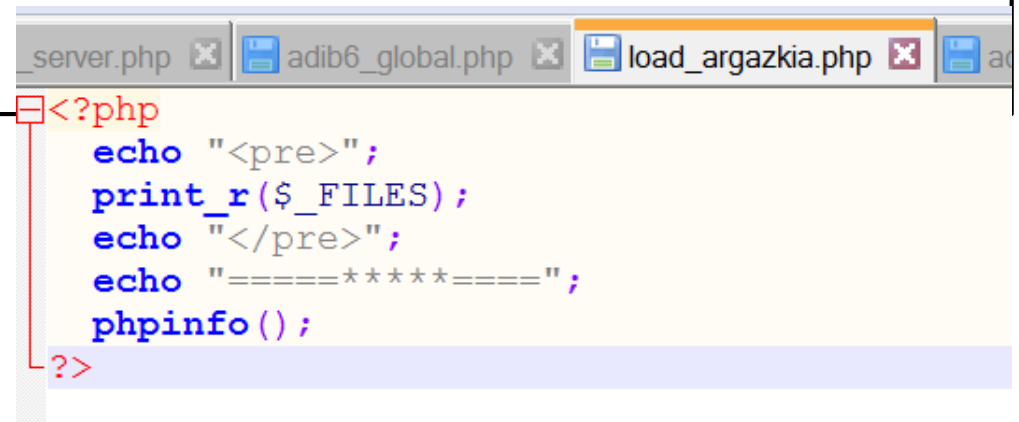 _server.php adib6_global.php load_argazkia.php
<?php
echo "<pre>";
print_r($_FILES);
echo "</pre>";
echo "=====*****====";
phpinfo();
?>